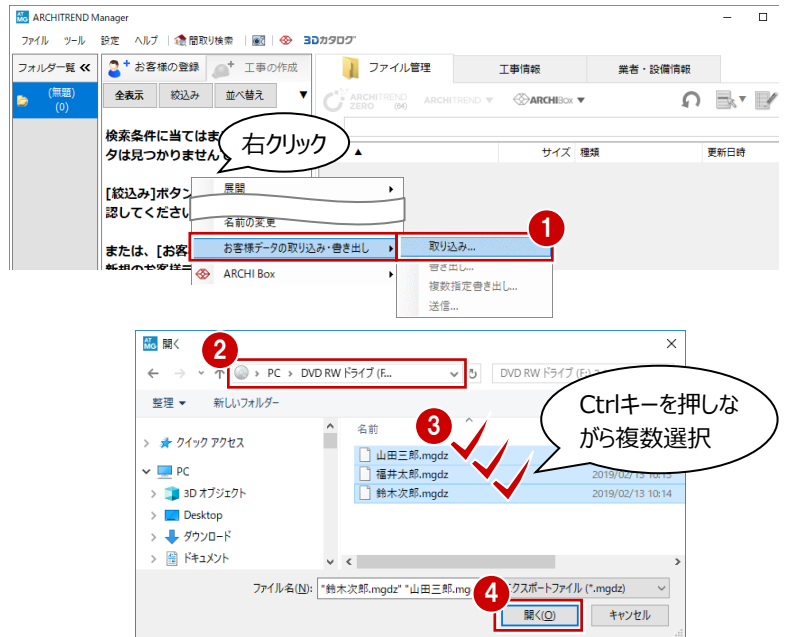 ARCHITREND Manager
ファイル ツール 設定 ヘルプ 間取り検索 3Dカタログ
フォルダー覧 お客様の登録 工事の作成 ファイル管理 工事情報 業者・設備情報
(無題)
(0)
全表示 絞込み 並べ替え ▼
ARCHITREND
ZERO (64)
ARCHITREND ▼ ARCHIBOX ▼
検索条件に当てはま
タは見つかりませんで
右クリック
▲ サイズ 種類 更新日時
[絞込み]ボタン
認してください
または、[お客
新規のお客様デ
展開
名前の変更
お客様データの取り込み・書き出し
ARCHI Box
1
取り込み...
書き出し...
複数指定書き出し...
送信...
開く
2
PC › DVD RW ドライブ (F...
DVD RW ドライブ (F:)
整理 ▼ 新しいフォルダー
Ctrlキーを押しな
がら複数選択
クイック アクセス
PC
3D オブジェクト
Desktop
ダウンロード
ドキュメント
名前
3
山田三郎.mgdz
福井太郎.mgdz 2019/02/13 10:13
鈴木次郎.mgdz 2019/02/13 10:14
ファイル名(N): "鈴木次郎.mgdz" "山田三郎.mg
クスポートファイル (*.mgdz)
4
開く(O) キャンセル